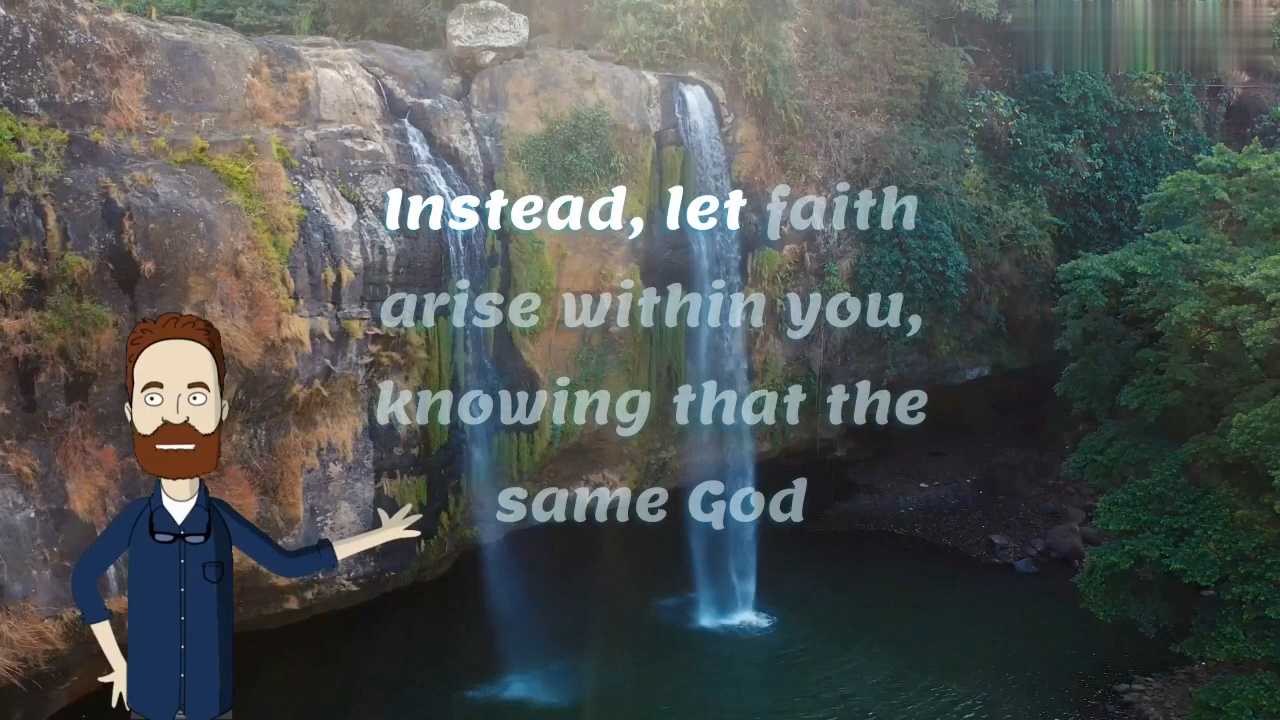 Instead, let faith
arise within you,
knowing that the
same God